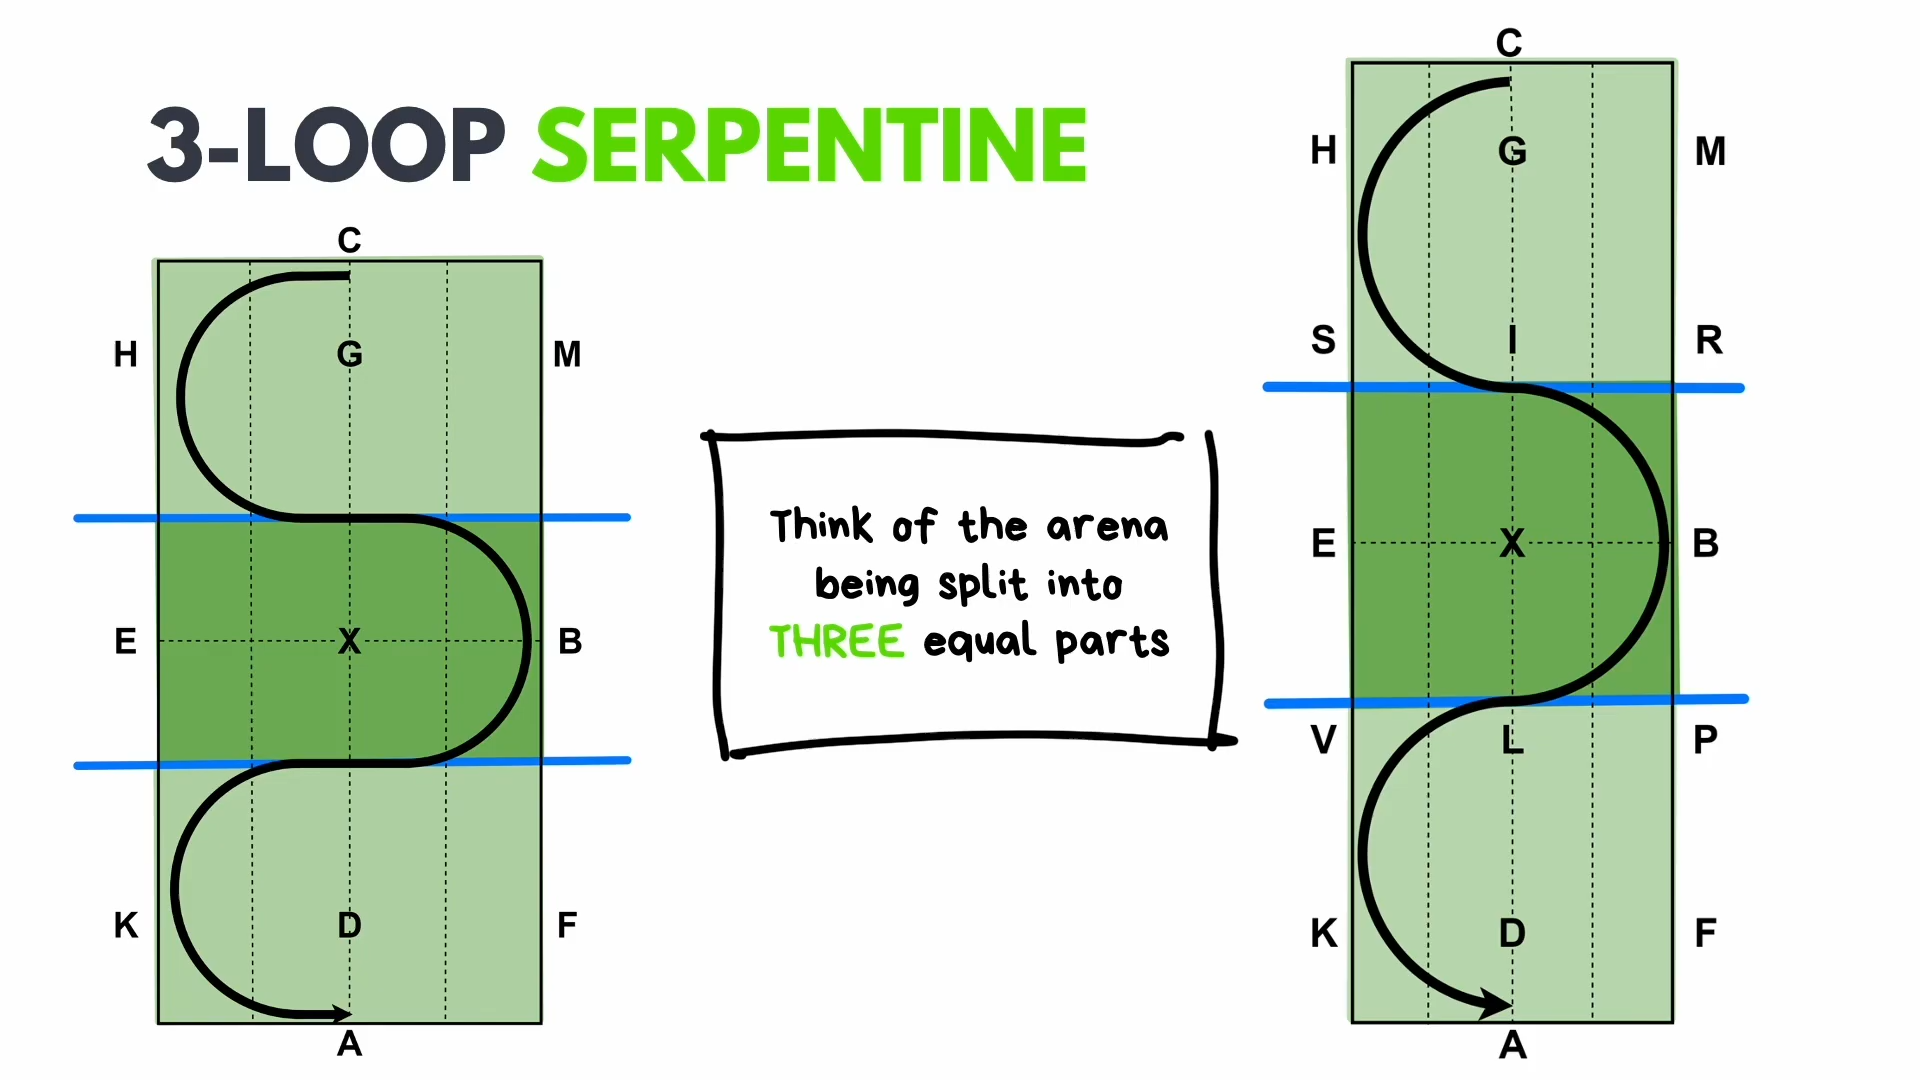 3-LOOP SERPENTINE
C
H G M
E X B
K D F
A
Think of the arena
being split into
THREE equal parts
C
H G M
S I R
E X B
V L P
K D F
A